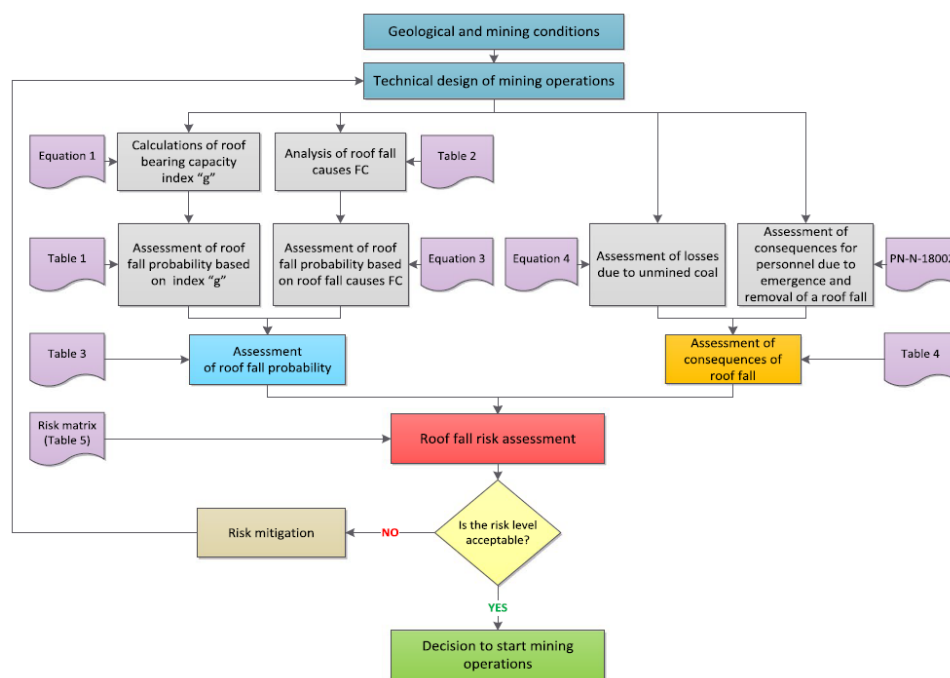 Geological and mining conditions
Technical design of mining operations
Equation 1
Calculations of roof
bearing capacity
index “g”
Analysis of roof fall
causes FC
Table 2
Table 1
Assessment of roof
fall probability based
on index “g”
Assessment of roof
fall probability based
on roof fall causes FC
Equation 3
Equation 4
Assessment of losses
due to unmined coal
Assessment of
consequences for
personnel due to
emergence and
removal of a roof fall
PN-N-18002
Table 3
Assessment
of roof fall probability
Assessment of
consequences of
roof fall
Table 4
Risk matrix
(Table 5)
Roof fall risk assessment
Risk mitigation
NO
Is the risk level
acceptable?
YES
Decision to start mining
operations